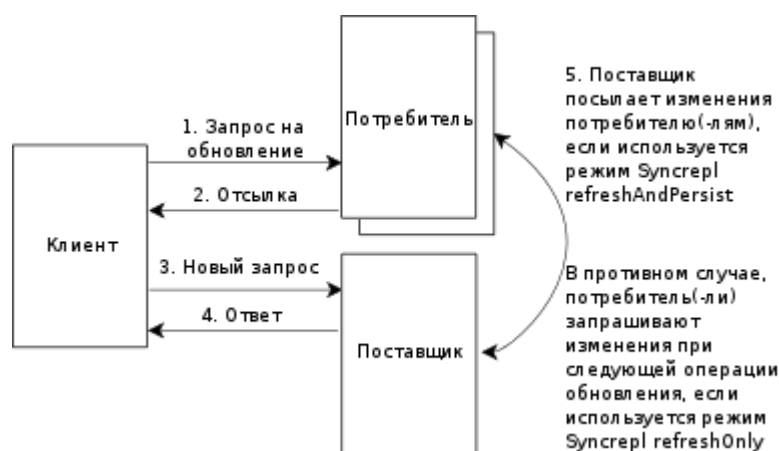 Потребитель
1. Запрос на
обновление
2. Отсылка
Клиент
3. Новый запрос
4. Ответ
Поставщик
5. Поставщик
посылает изменения
потребителю(-лям),
если используется
режим Syncrepl
refreshAndPersist
В противном случае,
потребитель(-ли)
запрашивают
изменения при
следующей операции
обновления, если
используется режим
Syncrepl refreshOnly